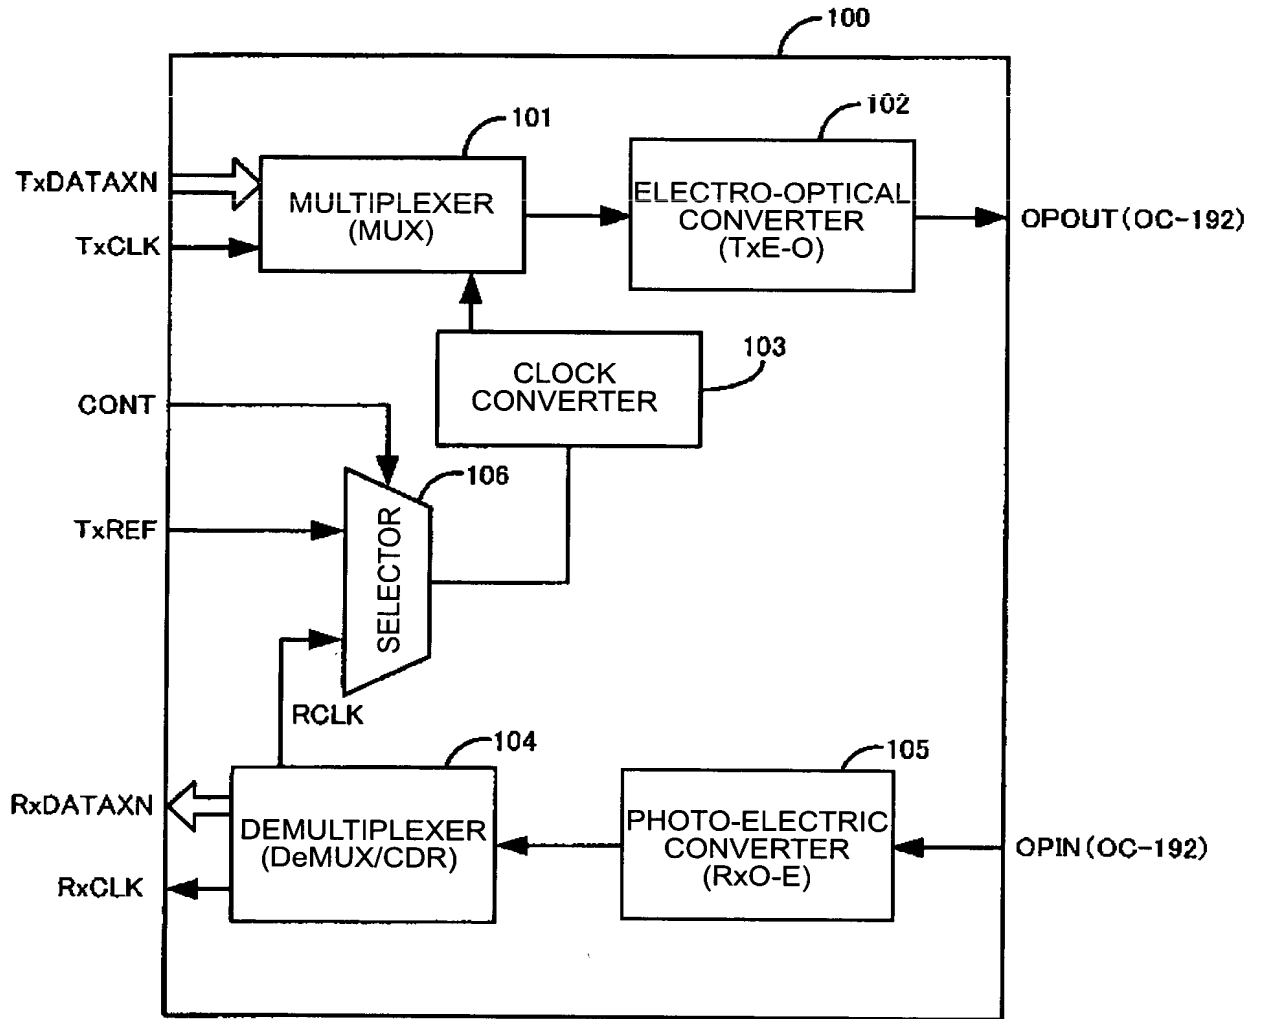 100
101
102
TxDATAXN
MULTIPLEXER
(MUX)
ELECTRO-OPTICAL
CONVERTER
(TxE-O)
OPOUT(OC-192)
TxCLK
103
CLOCK
CONVERTER
CONT
106
TxREF
SELECTOR
RCLK
104
105
RxDATAXN
DEMULTIPLEXER
(DeMUX/CDR)
PHOTO-ELECTRIC
CONVERTER
(RxO-E)
OPIN(OC-192)
RxCLK